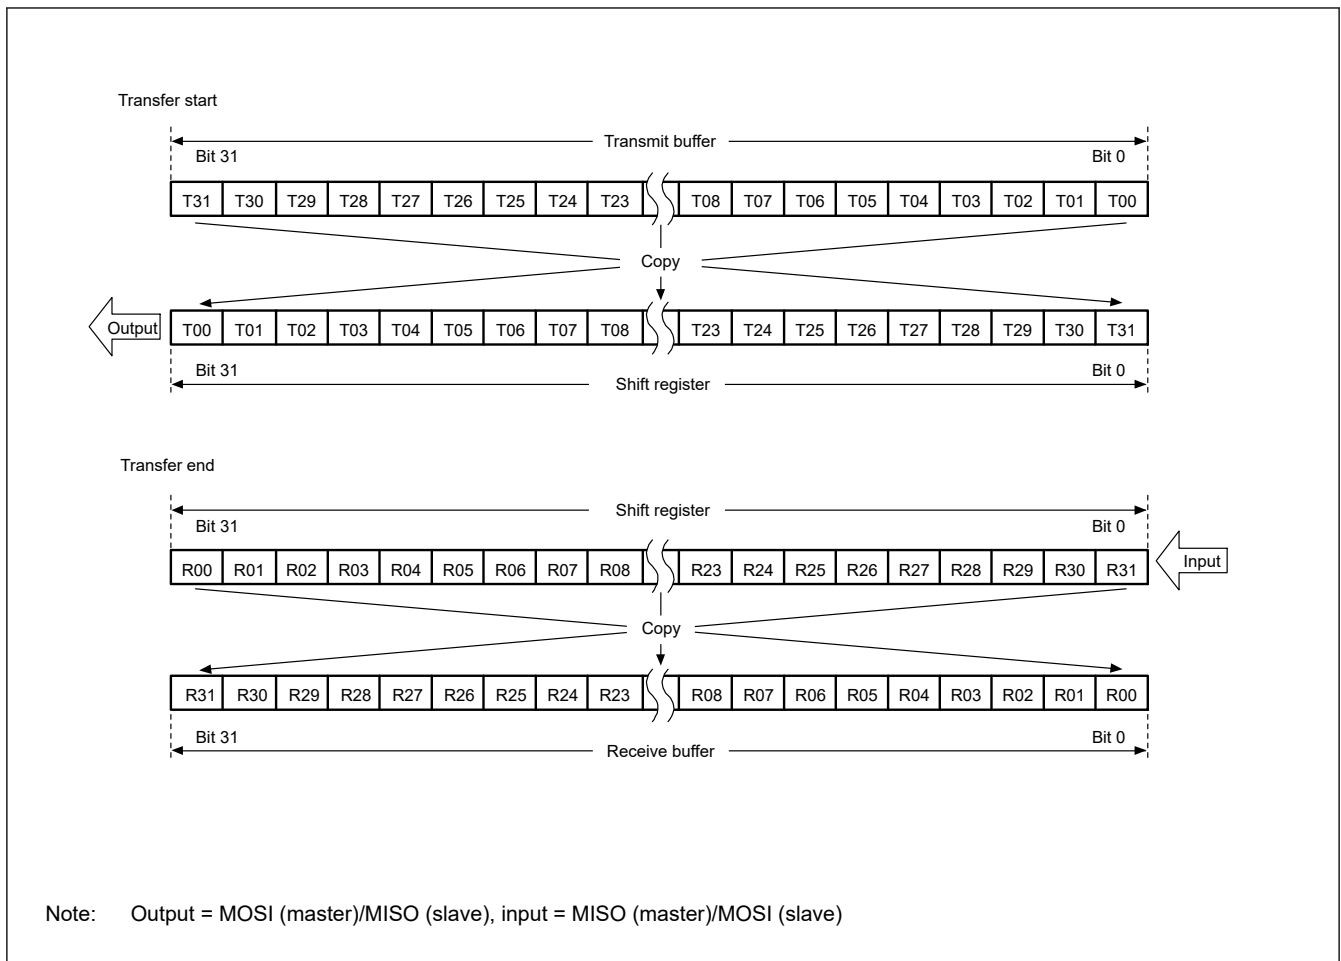 Transfer start
Transmit buffer
Bit 31 Bit 0
T31 T30 T29 T28 T27 T26 T25 T24 T23 T08 T07 T06 T05 T04 T03 T02 T01 T00
Copy
Output T00 T01 T02 T03 T04 T05 T06 T07 T08 T23 T24 T25 T26 T27 T28 T29 T30 T31
Bit 31 Bit 0
Shift register
Transfer end
Shift register
Bit 31 Bit 0
R00 R01 R02 R03 R04 R05 R06 R07 R08 R23 R24 R25 R26 R27 R28 R29 R30 R31 Input
Copy
R31 R30 R29 R28 R27 R26 R25 R24 R23 R08 R07 R06 R05 R04 R03 R02 R01 R00
Bit 31 Bit 0
Receive buffer
Note: Output = MOSI (master)/MISO (slave), input = MISO (master)/MOSI (slave)